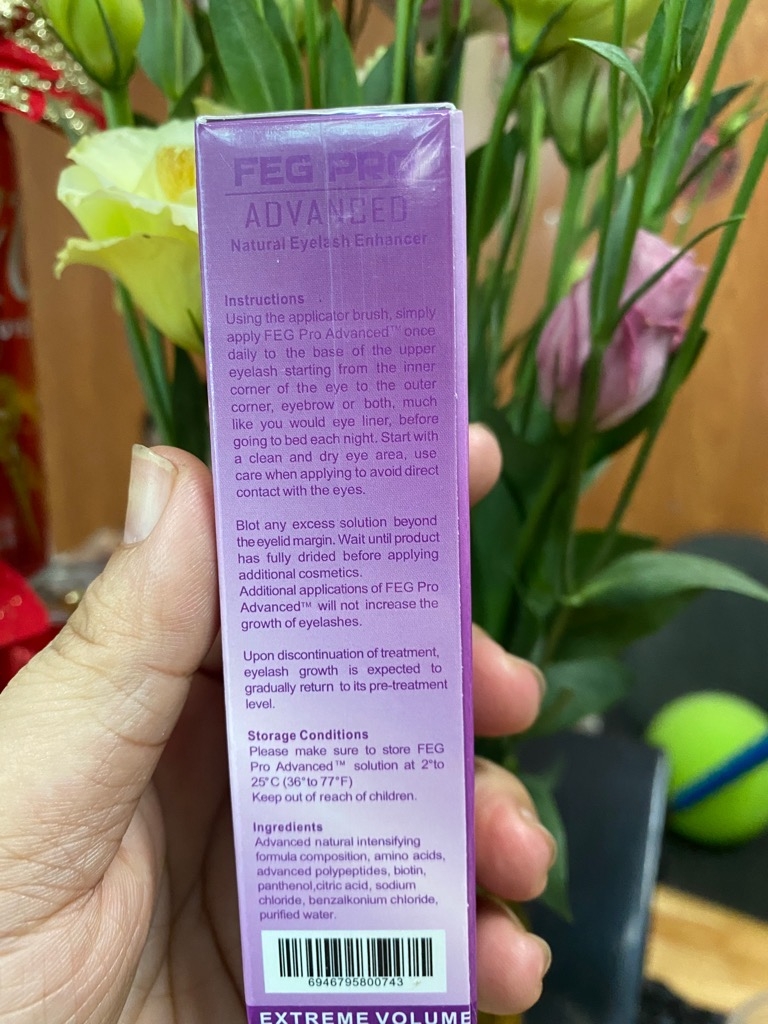 FEG PRO
ADVANCED
Natural Eyelash Enhancer
Instructions
Using the applicator brush, simply
apply FEG Pro Advanced™ once
daily to the base of the upper
eyelash starting from the inner
corner of the eye to the outer
corner, eyebrow or both, much
like you would eye liner, before
going to bed each night. Start with
a clean and dry eye area, use
care when applying to avoid direct
contact with the eyes.
Blot any excess solution beyond
the eyelid margin. Wait until product
has fully drided before applying
additional cosmetics.
Additional applications of FEG Pro
Advanced™ will not increase the
growth of eyelashes.
Upon discontinuation of treatment,
eyelash growth is expected to
gradually return to its pre-treatment
level.
Storage Conditions
Please make sure to store FEG
Pro Advanced™ solution at 2°to
25°C (36°to 77°F)
Keep out of reach of children.
Ingredients
Advanced natural intensifying
formula composition, amino acids,
advanced polypeptides, biotin,
panthenol,citric acid, sodium
chloride, benzalkonium chloride,
purified water.
6946795800743
EXTREME VOLUME